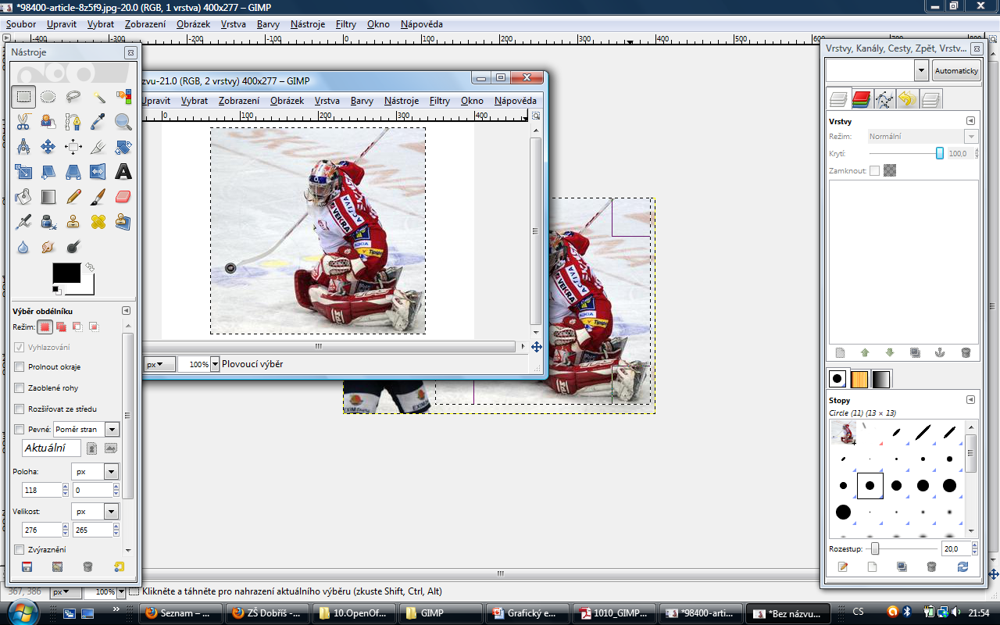 *98400-article-8z5f9.jpg-20.0 (RGB, 1 vrstva) 400x277 – GIMP
Soubor Upravit Vybrat Zobrazení Obrázek Vrstva Barvy Nástroje Filtry Okno Nápověda
-400 -300 -200 -100 0 100 200 300 400 500 600
Nástroje
Výběr obdélníku
Režim:
Vyhlazování
Prolnout okraje
Zaoblené rohy
Rozšiřovat ze středu
Pevné: Poměr stran
Aktuální
Poloha: px
118 0
Velikost: px
276 265
Zvýraznění
zvu-21.0 (RGB, 2 vrstvy) 400x277 – GIMP
Upravit Vybrat Zobrazení Obrázek Vrstva Barvy Nástroje Filtry Okno Nápověda
0 100 200 300 400
ACTIVA
VEKRA
Tipsport
px 100% Plovoucí výběr
ACTIVA
VEKRA
Vrstvy, Kanály, Cesty, Zpět, Vrstv...
Automaticky
Vrstvy
Režim: Normální
Krytí: 100,0
Zamknout:
Stopy
Circle (11) (13 × 13)
Rozestup: 20,0
367, 386 px 100% Klikněte a táhněte pro nahrazení aktuálního výběru (zkuste Shift, Ctrl, Alt)
Seznam – ...
ZŠ Dobříš -...
10.OpenOf...
GIMP
Grafický e...
1010_GIMP...
*98400-arti...
*Bez názvu...
CS
21:54